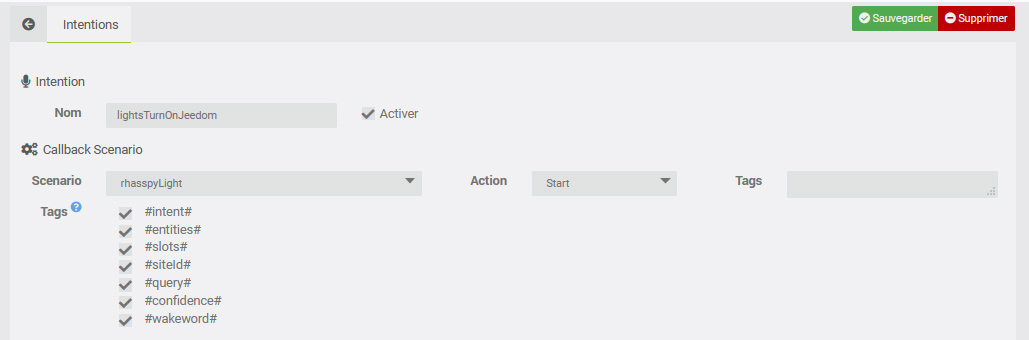 Intentions
Sauvegarder
Supprimer
Intention
Nom
lightsTurnOnJeedom
Activer
Callback Scenario
Scenario
rhasspyLight
Action
Start
Tags
Tags ?
#intent#
#entities#
#slots#
#siteId#
#query#
#confidence#
#wakeword#